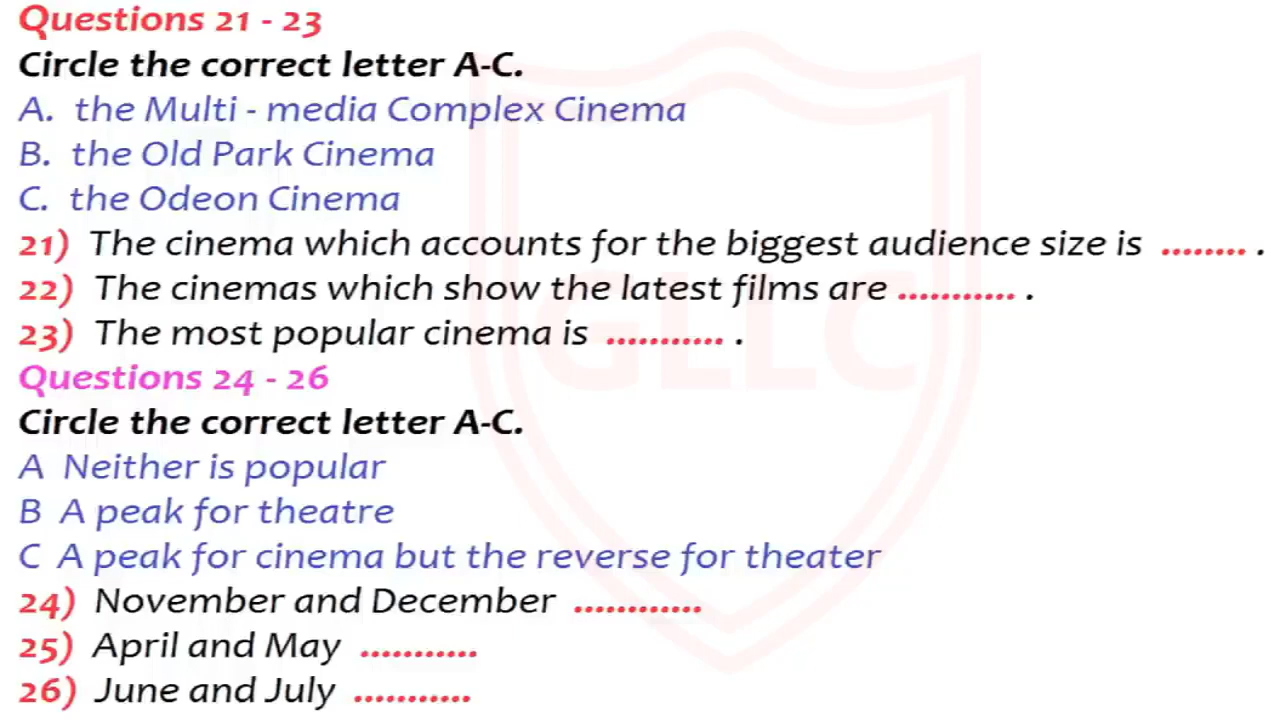 Questions 21 - 23
Circle the correct letter A-C.
A. the Multi - media Complex Cinema
B. the Old Park Cinema
C. the Odeon Cinema
21) The cinema which accounts for the biggest audience size is ........ .
22) The cinemas which show the latest films are ........... .
23) The most popular cinema is ........... .
GLLC
Questions 24 - 26
Circle the correct letter A-C.
A Neither is popular
B A peak for theatre
C A peak for cinema but the reverse for theater
24) November and December ............
25) April and May ...........
26) June and July ...........